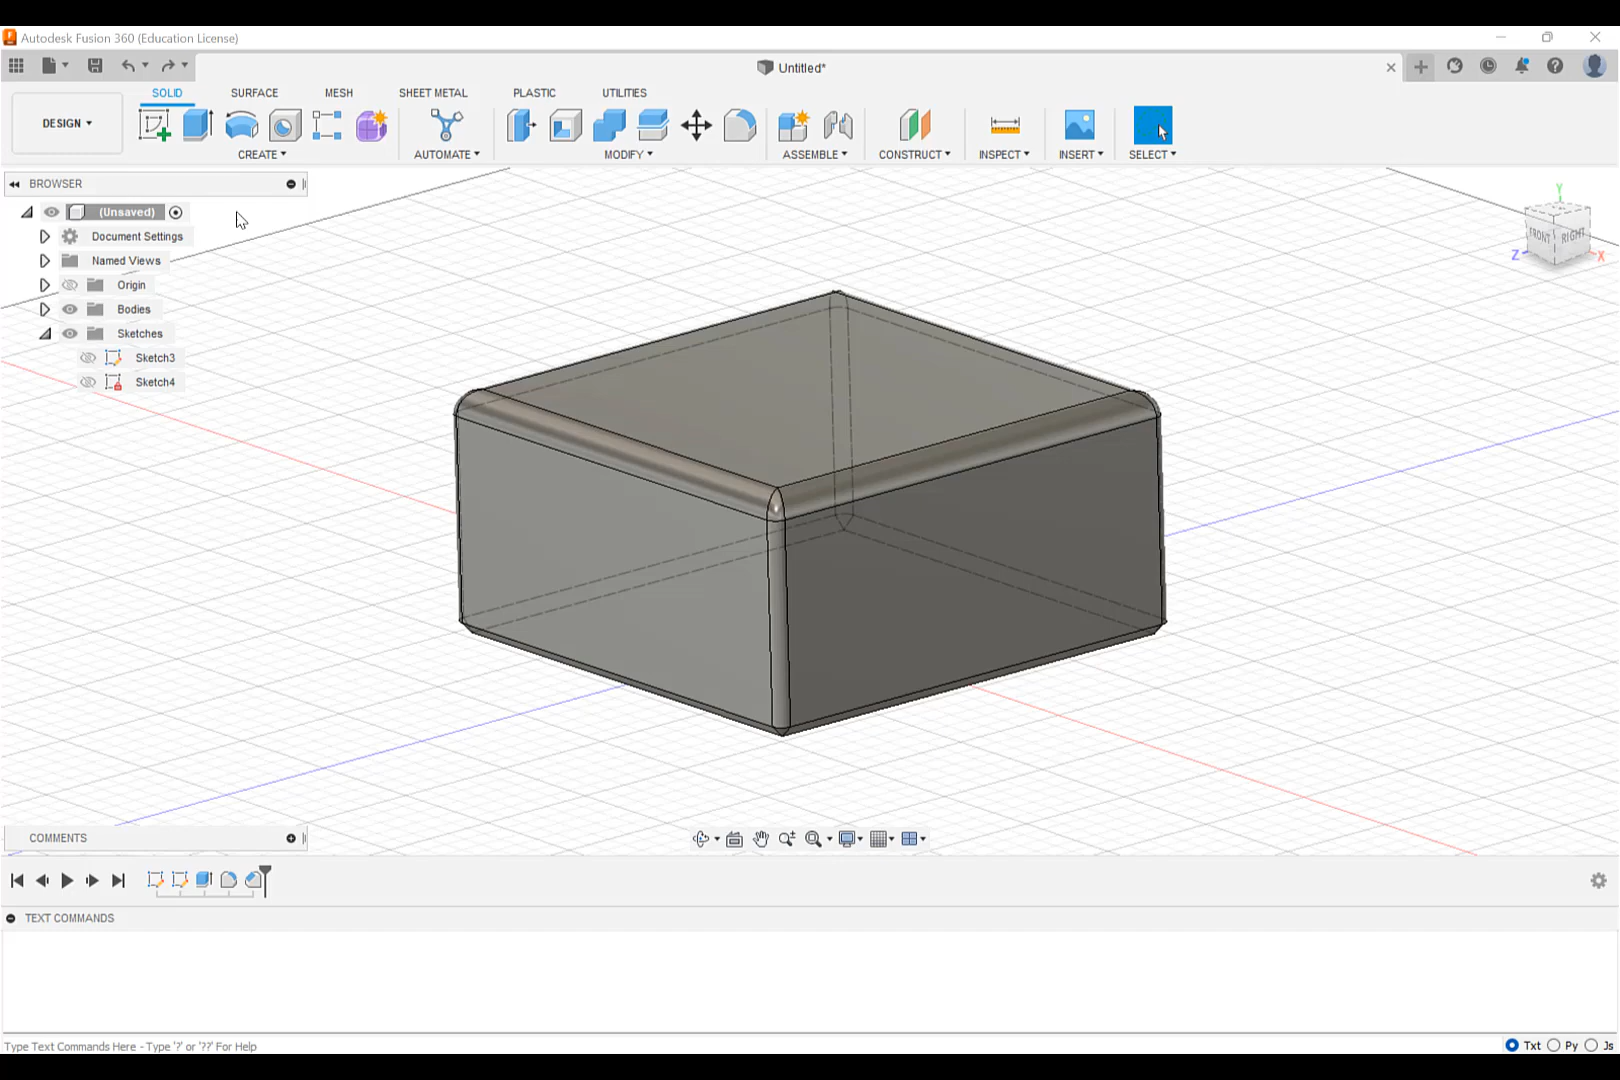 Autodesk Fusion 360 (Education License)
Untitled*
DESIGN
SOLID
SURFACE
MESH
SHEET METAL
PLASTIC
UTILITIES
CREATE
AUTOMATE
MODIFY
ASSEMBLE
CONSTRUCT
INSPECT
INSERT
SELECT
BROWSER
(Unsaved)
Document Settings
Named Views
Origin
Bodies
Sketches
Sketch3
Sketch4
Y
FRONT
RIGHT
Z
X
COMMENTS
TEXT COMMANDS
Type Text Commands Here - Type '?' or '??' For Help
Txt Py Js